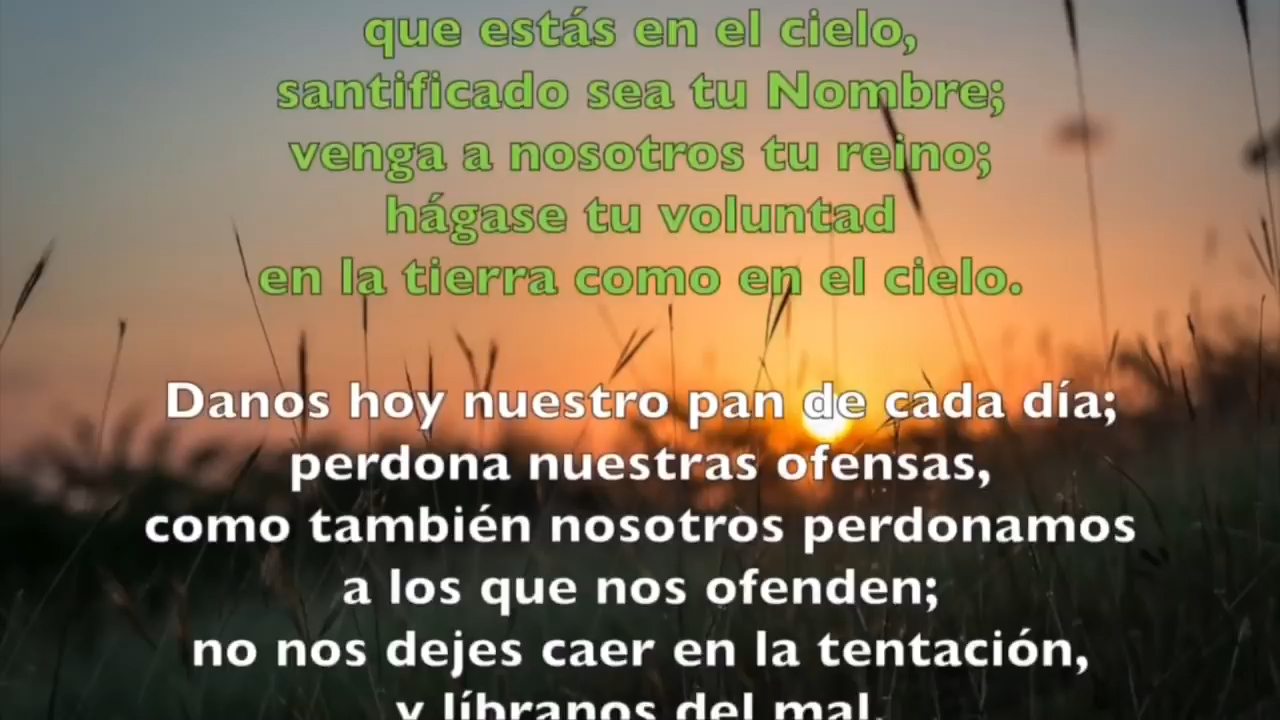 que estás en el cielo,
santificado sea tu Nombre;
venga a nosotros tu reino;
hágase tu voluntad
en la tierra como en el cielo.
Danos hoy nuestro pan de cada día;
perdona nuestras ofensas,
como también nosotros perdonamos
a los que nos ofenden;
no nos dejes caer en la tentación,
y líbranos del mal.